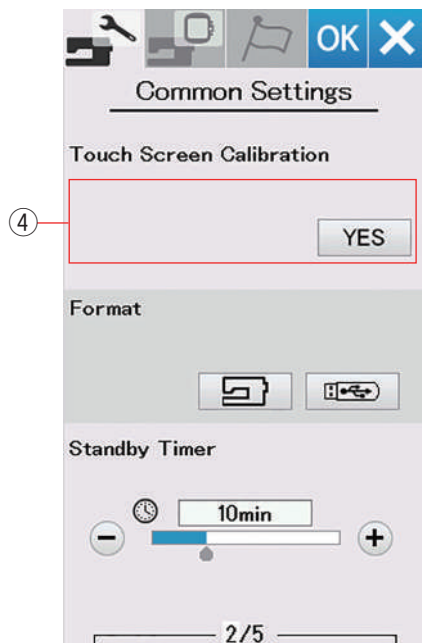 OK
Common Settings
Touch Screen Calibration
④
YES
Format
Standby Timer
10min
2/5